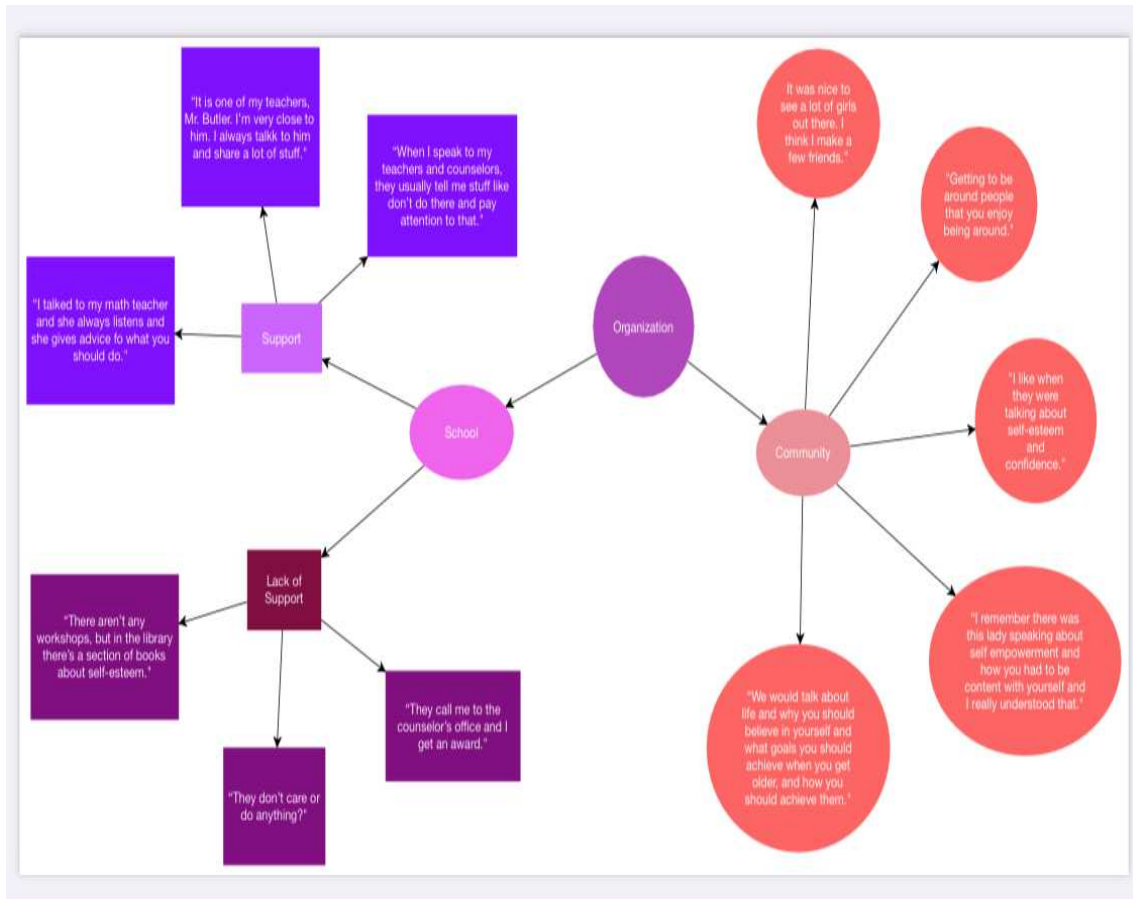 "It is one of my teachers,
Mr. Butler. I'm very close to
him. I always talkk to him
and share a lot of stuff."
"When I speak to my
teachers and counselors,
they usually tell me stuff like
don't do there and pay
attention to that."
"I talked to my math teacher
and she always listens and
she gives advice fo what you
should do."
Support
School
Organization
Lack of
Support
"There aren't any
workshops, but in the library
there's a section of books
about self-esteem."
"They call me to the
counselor's office and I
get an award."
"They don't care or
do anything?"
It was nice to
see a lot of girls
out there. I
think I make a
few friends."
"Getting to be
around people
that you enjoy
being around."
"I like when
they were
talking about
self-esteem
and
confidence."
Community
"I remember there was
this lady speaking about
self empowerment and
how you had to be
content with yourself and
I really understood that."
"We would talk about
life and why you should
believe in yourself and
what goals you should
achieve when you get
older, and how you
should achieve them."